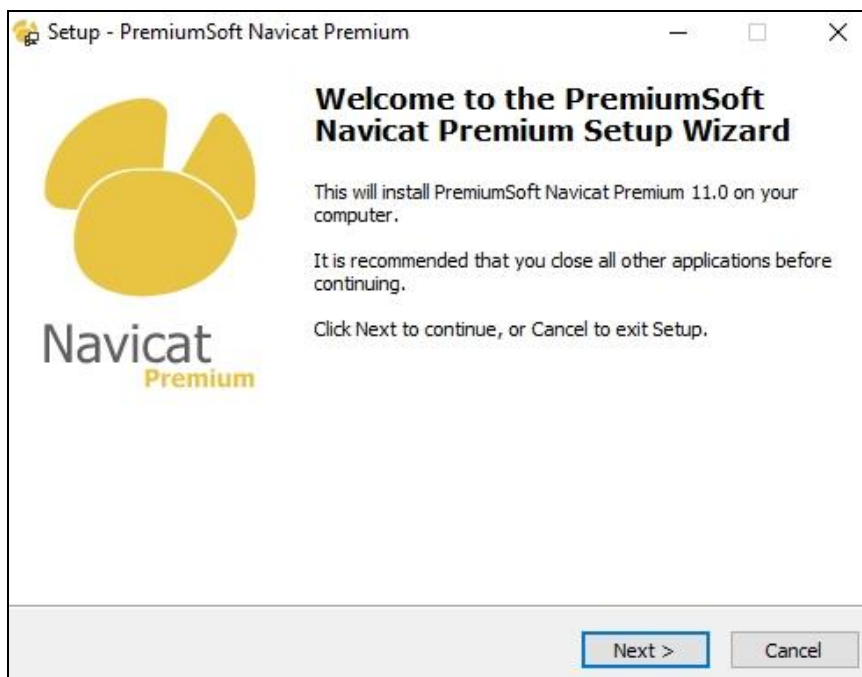 Setup - PremiumSoft Navicat Premium
Welcome to the PremiumSoft
Navicat Premium Setup Wizard
This will install PremiumSoft Navicat Premium 11.0 on your
computer.
It is recommended that you close all other applications before
continuing.
Click Next to continue, or Cancel to exit Setup.
Navicat
Premium
Next >
Cancel